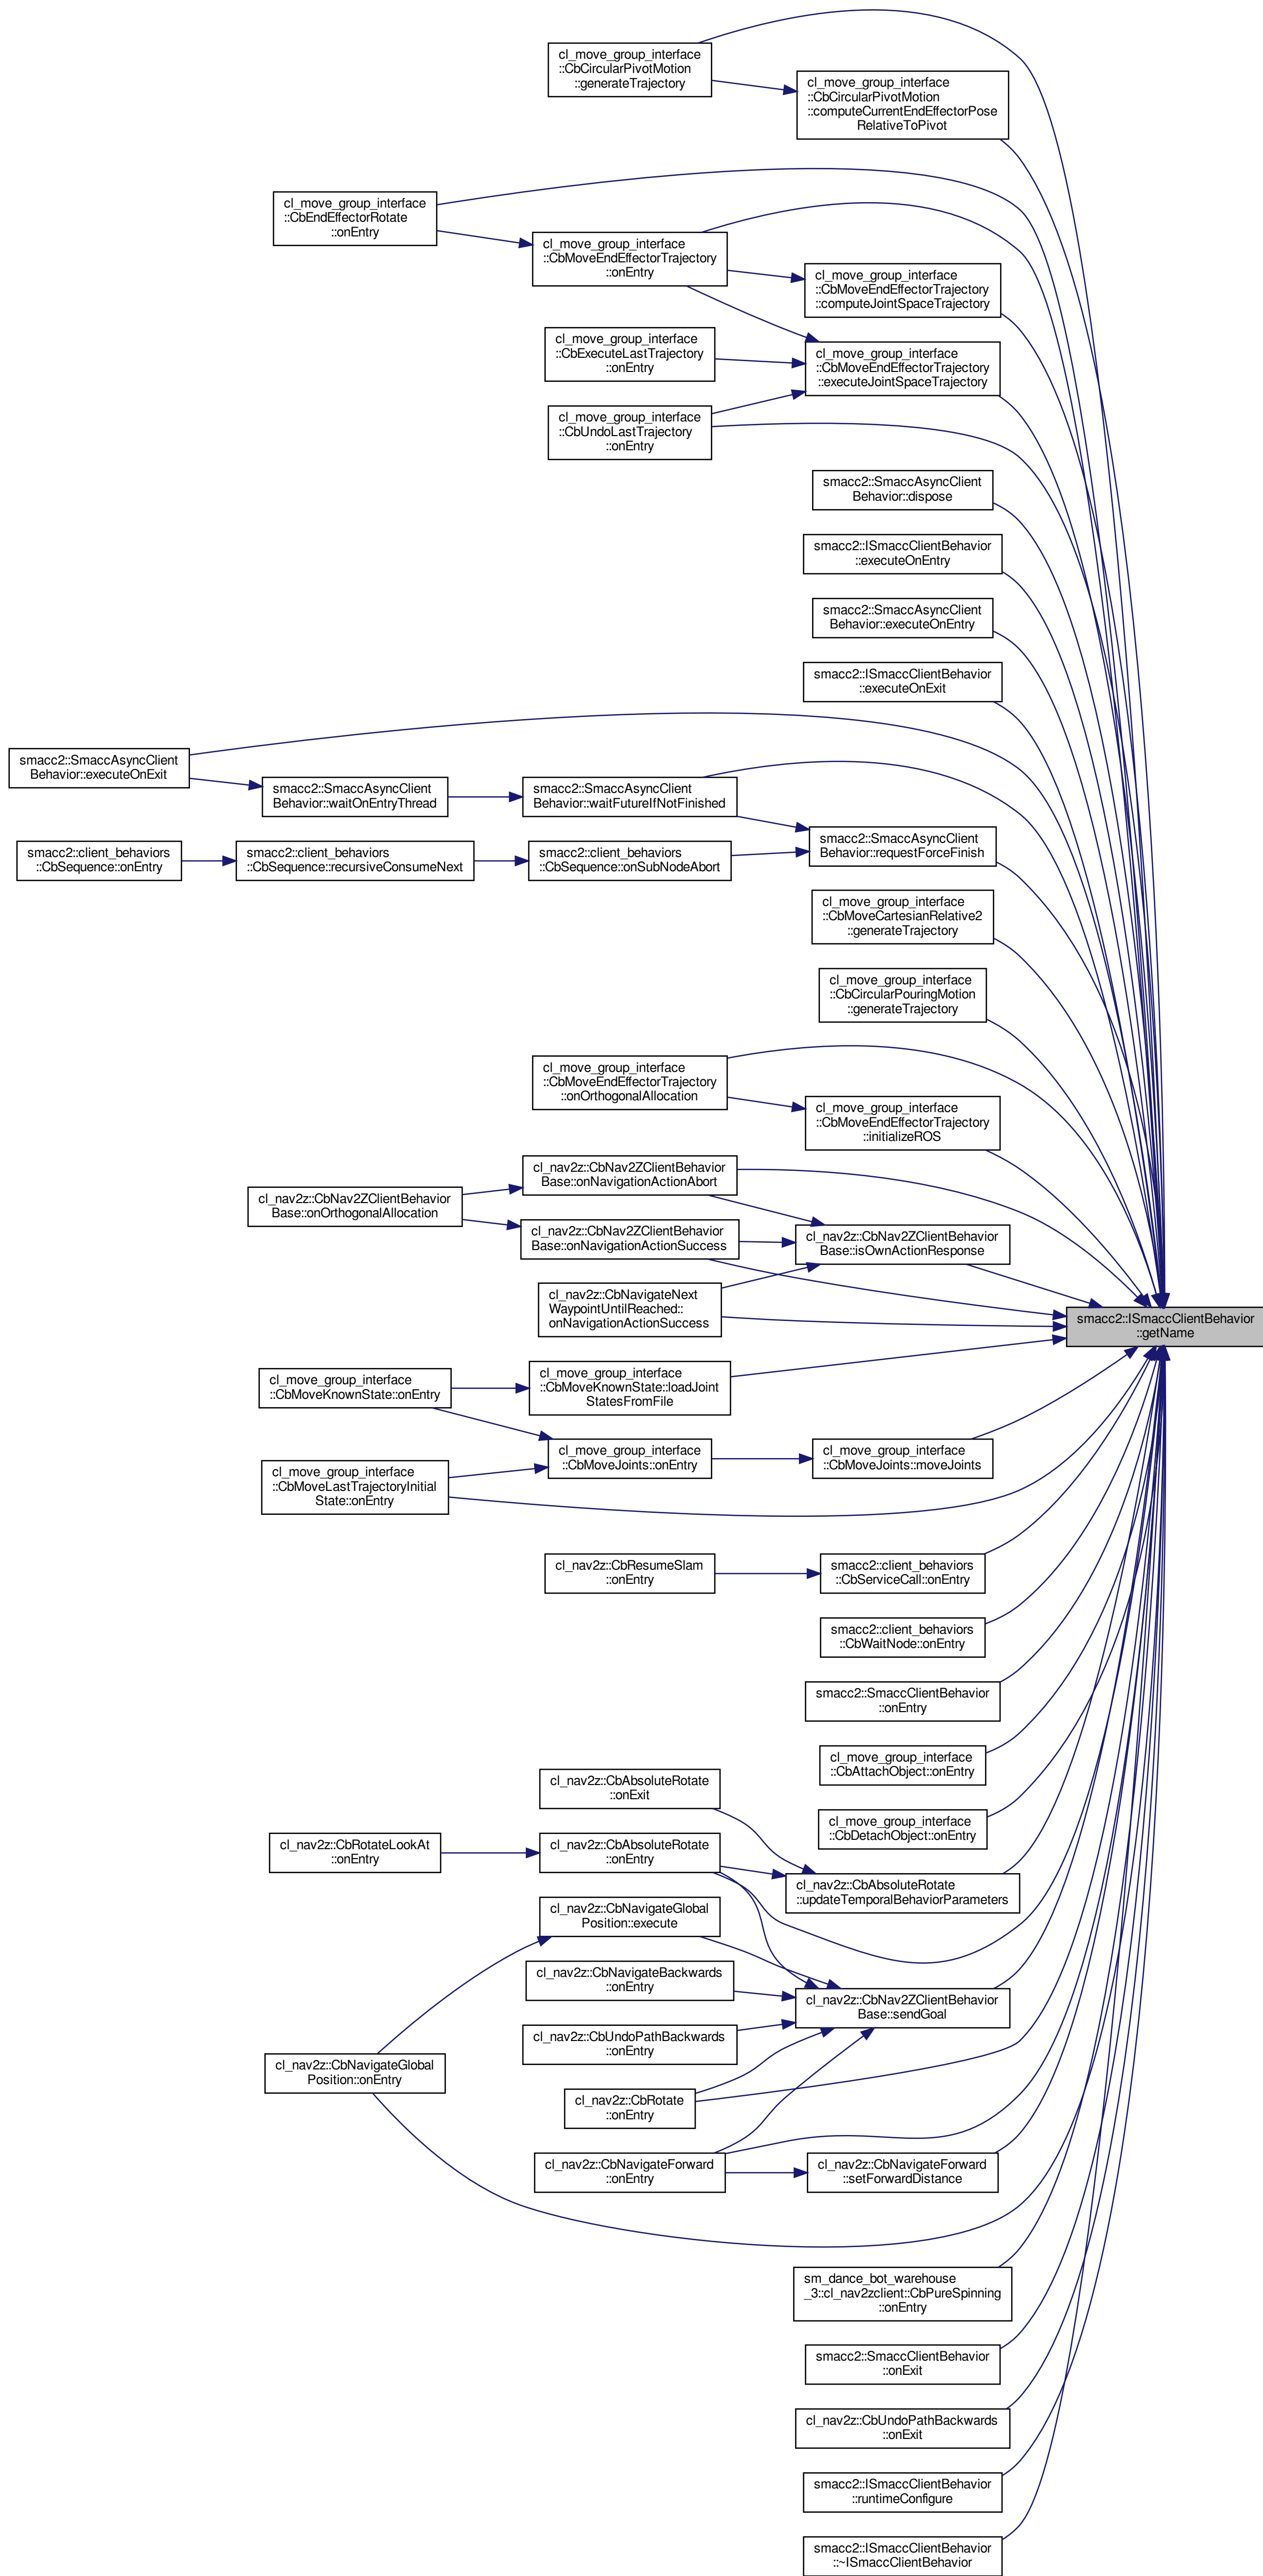 cl_move_group_interface
::CbCircularPivotMotion
::generateTrajectory
cl_move_group_interface
::CbCircularPivotMotion
::computeCurrentEndEffectorPose
RelativeToPivot
cl_move_group_interface
::CbEndEffectorRotate
::onEntry
cl_move_group_interface
::CbMoveEndEffectorTrajectory
::onEntry
cl_move_group_interface
::CbMoveEndEffectorTrajectory
::computeJointSpaceTrajectory
cl_move_group_interface
::CbExecuteLastTrajectory
::onEntry
cl_move_group_interface
::CbMoveEndEffectorTrajectory
::executeJointSpaceTrajectory
cl_move_group_interface
::CbUndoLastTrajectory
::onEntry
smacc2::SmaccAsyncClient
Behavior::dispose
smacc2::ISmaccClientBehavior
::executeOnEntry
smacc2::SmaccAsyncClient
Behavior::executeOnEntry
smacc2::ISmaccClientBehavior
::executeOnExit
smacc2::SmaccAsyncClient
Behavior::executeOnExit
smacc2::SmaccAsyncClient
Behavior::waitOnEntryThread
smacc2::SmaccAsyncClient
Behavior::waitFutureIfNotFinished
smacc2::SmaccAsyncClient
Behavior::requestForceFinish
smacc2::client_behaviors
::CbSequence::onEntry
smacc2::client_behaviors
::CbSequence::recursiveConsumeNext
smacc2::client_behaviors
::CbSequence::onSubNodeAbort
cl_move_group_interface
::CbMoveCartesianRelative2
::generateTrajectory
cl_move_group_interface
::CbCircularPouringMotion
::generateTrajectory
cl_move_group_interface
::CbMoveEndEffectorTrajectory
::onOrthogonalAllocation
cl_move_group_interface
::CbMoveEndEffectorTrajectory
::initializeROS
cl_nav2z::CbNav2ZClientBehavior
Base::onNavigationActionAbort
cl_nav2z::CbNav2ZClientBehavior
Base::onOrthogonalAllocation
cl_nav2z::CbNav2ZClientBehavior
Base::onNavigationActionSuccess
cl_nav2z::CbNav2ZClientBehavior
Base::isOwnActionResponse
cl_nav2z::CbNavigateNext
WaypointUntilReached::
onNavigationActionSuccess
smacc2::ISmaccClientBehavior
::getName
cl_move_group_interface
::CbMoveKnownState::onEntry
cl_move_group_interface
::CbMoveKnownState::loadJoint
StatesFromFile
cl_move_group_interface
::CbMoveJoints::onEntry
cl_move_group_interface
::CbMoveJoints::moveJoints
cl_move_group_interface
::CbMoveLastTrajectoryInitial
State::onEntry
cl_nav2z::CbResumeSlam
::onEntry
smacc2::client_behaviors
::CbServiceCall::onEntry
smacc2::client_behaviors
::CbWaitNode::onEntry
smacc2::SmaccClientBehavior
::onEntry
cl_move_group_interface
::CbAttachObject::onEntry
cl_nav2z::CbAbsoluteRotate
::onExit
cl_move_group_interface
::CbDetachObject::onEntry
cl_nav2z::CbRotateLookAt
::onEntry
cl_nav2z::CbAbsoluteRotate
::onEntry
cl_nav2z::CbAbsoluteRotate
::updateTemporalBehaviorParameters
cl_nav2z::CbNavigateGlobal
Position::execute
cl_nav2z::CbNavigateBackwards
::onEntry
cl_nav2z::CbNav2ZClientBehavior
Base::sendGoal
cl_nav2z::CbUndoPathBackwards
::onEntry
cl_nav2z::CbNavigateGlobal
Position::onEntry
cl_nav2z::CbRotate
::onEntry
cl_nav2z::CbNavigateForward
::onEntry
cl_nav2z::CbNavigateForward
::setForwardDistance
sm_dance_bot_warehouse
_3::cl_nav2zclient::CbPureSpinning
::onEntry
smacc2::SmaccClientBehavior
::onExit
cl_nav2z::CbUndoPathBackwards
::onExit
smacc2::ISmaccClientBehavior
::runtimeConfigure
smacc2::ISmaccClientBehavior
::~ISmaccClientBehavior